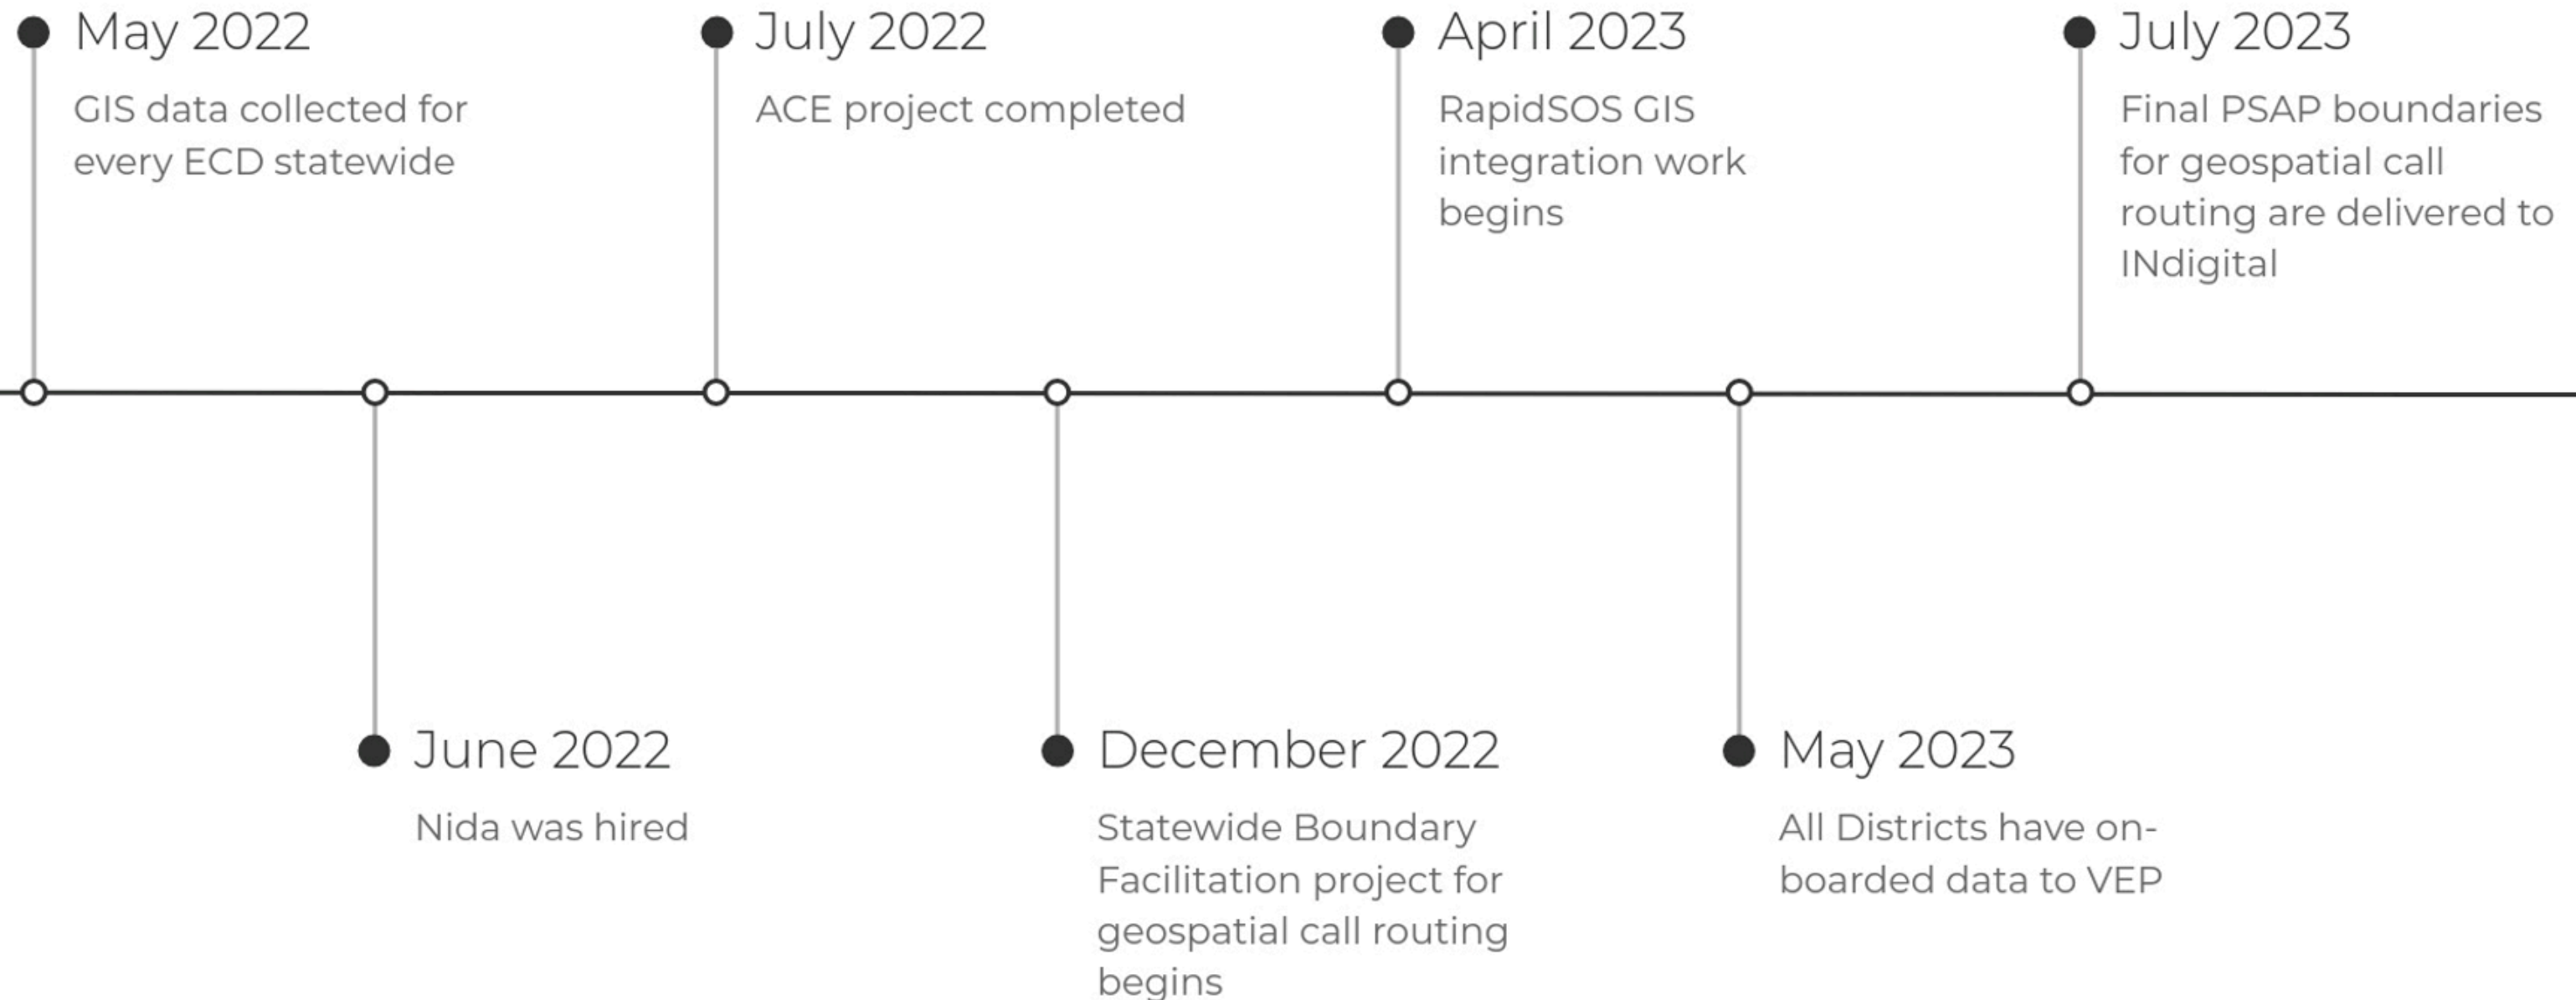 May 2022
GIS data collected for
every ECD statewide
June 2022
Nida was hired
July 2022
ACE project completed
December 2022
Statewide Boundary
Facilitation project for
geospatial call routing
begins
April 2023
RapidSOS GIS
integration work
begins
May 2023
All Districts have on-
boarded data to VEP
July 2023
Final PSAP boundaries
for geospatial call
routing are delivered to
INdigital